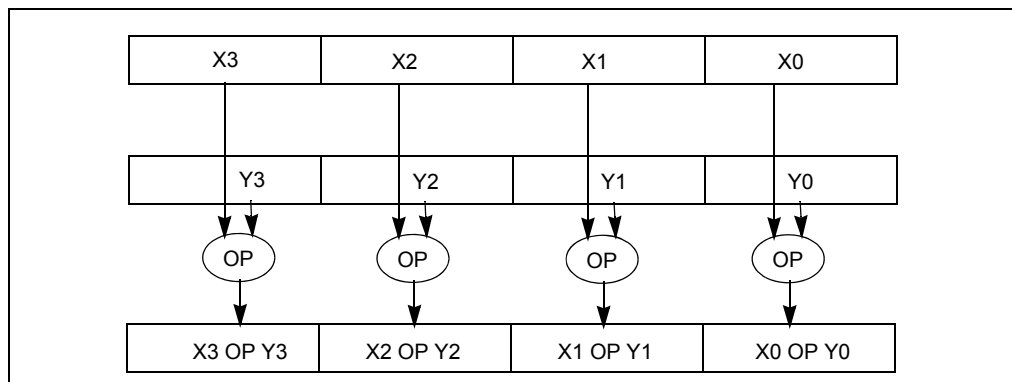 X3 X2 X1 X0
Y3 Y2 Y1 Y0
OP OP OP OP
X3 OP Y3 X2 OP Y2 X1 OP Y1 X0 OP Y0